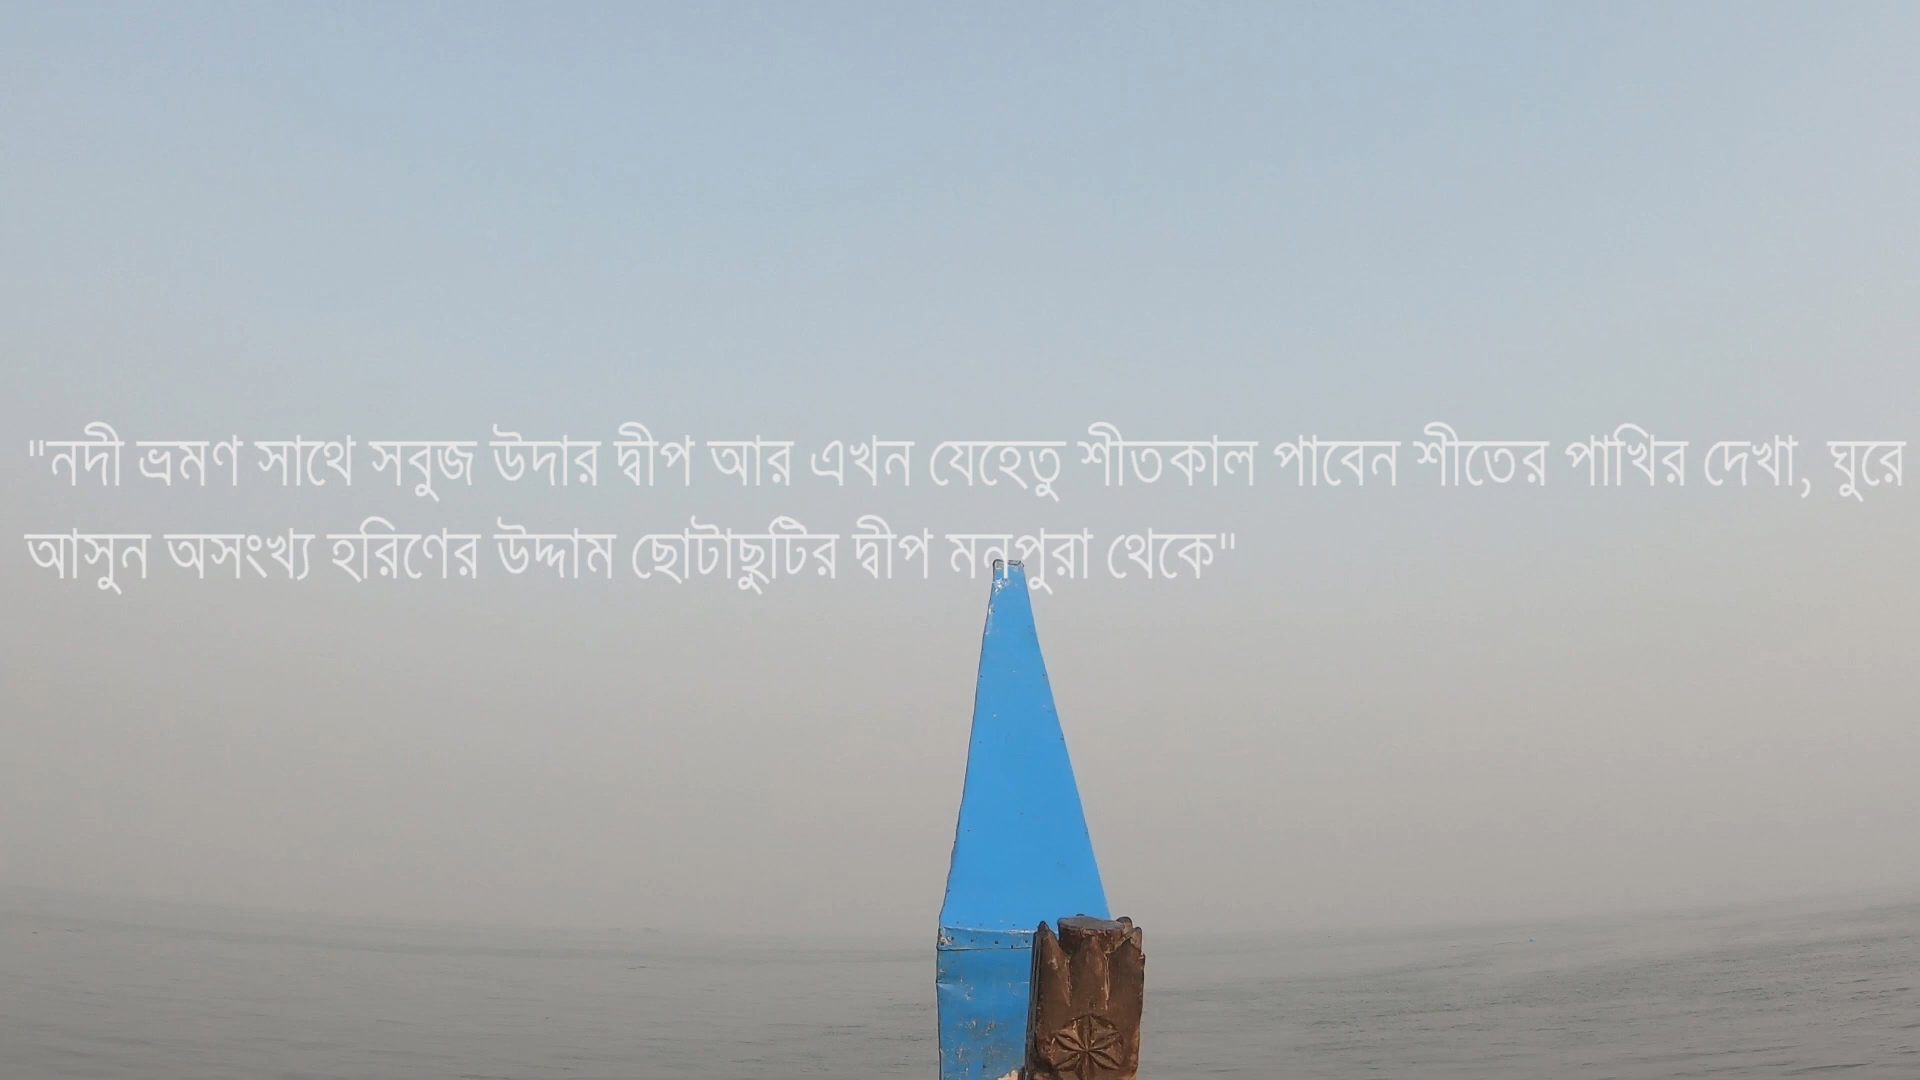 "নদী ভ্রমণ সাথে সবুজ উদার দ্বীপ আর এখন যেহেতু শীতকাল পাবেন শীতের পাখির দেখা, ঘুরে
আসুন অসংখ্য হরিণের উদ্দাম ছোটাছুটির দ্বীপ মনপুরা থেকে"